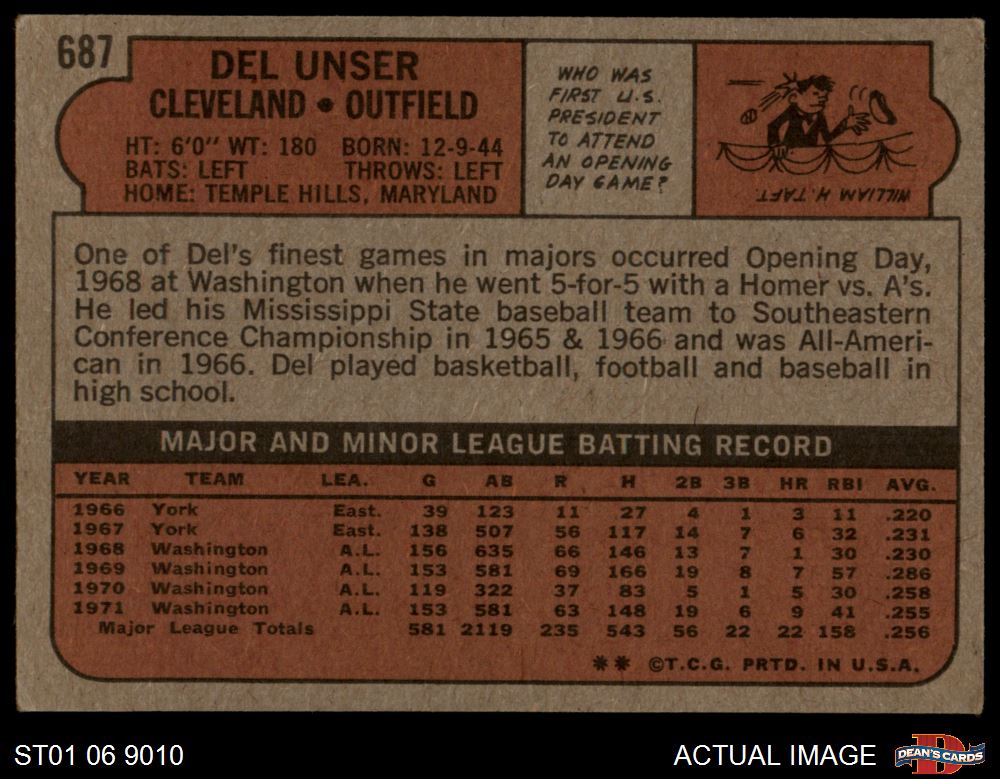 687
DEL UNSER
CLEVELAND • OUTFIELD
HT: 6'0" WT: 180 BORN: 12-9-44
BATS: LEFT THROWS: LEFT
HOME: TEMPLE HILLS, MARYLAND
WHO WAS
FIRST U.S.
PRESIDENT
TO ATTEND
AN OPENING
DAY GAME?
WILLIAM H. TAFT.
One of Del's finest games in majors occurred Opening Day,
1968 at Washington when he went 5-for-5 with a Homer vs. A's.
He led his Mississippi State baseball team to Southeastern
Conference Championship in 1965 & 1966 and was All-Ameri-
can in 1966. Del played basketball, football and baseball in
high school.
MAJOR AND MINOR LEAGUE BATTING RECORD
YEAR TEAM LEA. G AB R H 2B 3B HR RBI AVG.
1966 York East. 39 123 11 27 4 1 3 11 .220
1967 York East. 138 507 56 117 14 7 6 32 .231
1968 Washington A.L. 156 635 66 146 13 7 1 30 .230
1969 Washington A.L. 153 581 69 166 19 8 7 57 .286
1970 Washington A.L. 119 322 37 83 5 1 5 30 .258
1971 Washington A.L. 153 581 63 148 19 6 9 41 .255
Major League Totals 581 2119 235 543 56 22 22 158 .256
** ©T.C.G. PRTD. IN U.S.A.
ST01 06 9010
ACTUAL IMAGE
DEAN'S CARDS